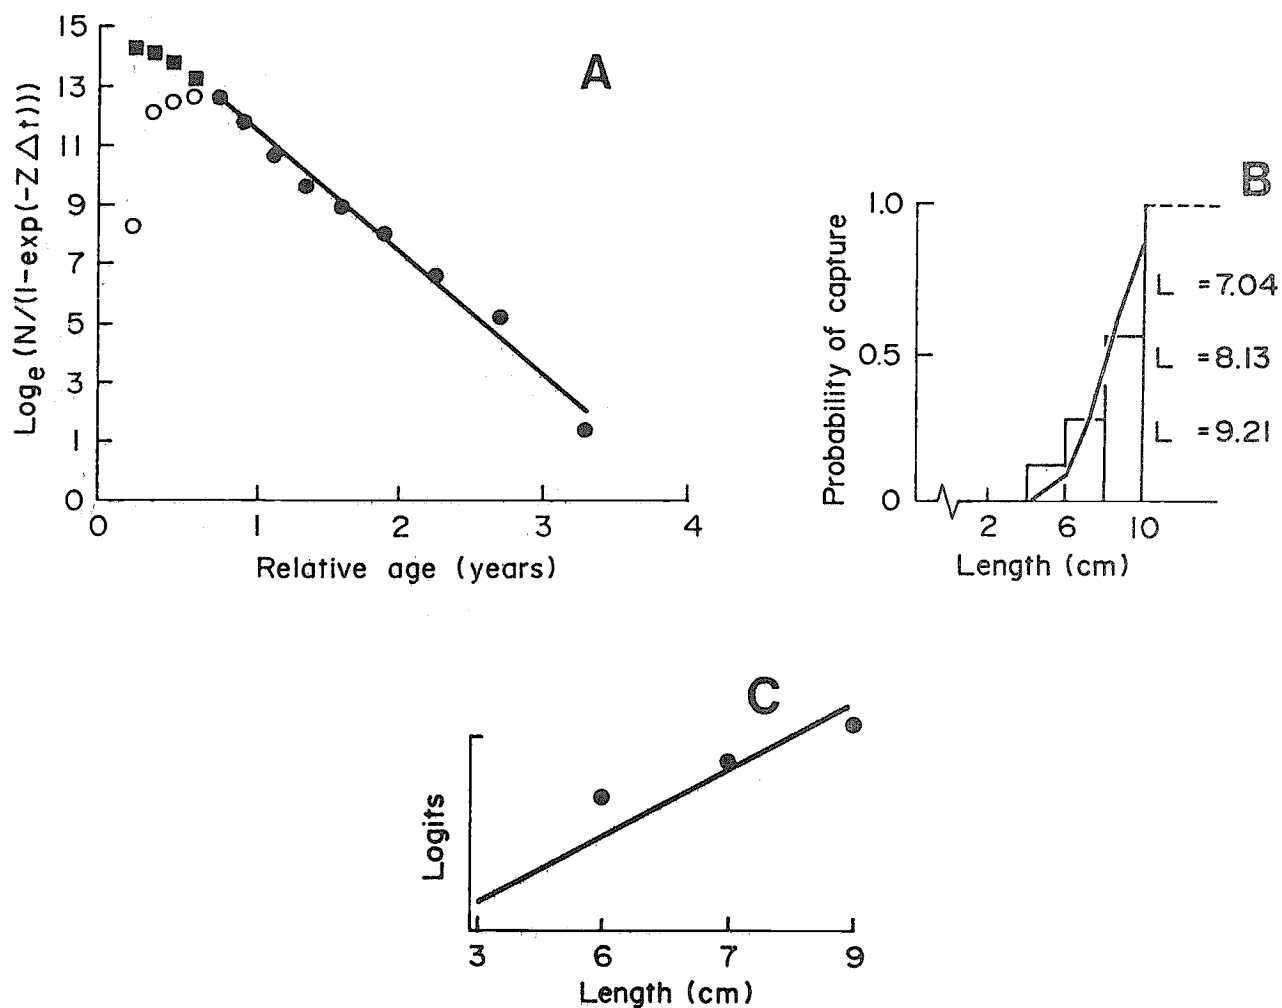 A
Log_e (N/(1-exp(-Z Δt)))
15
13
11
9
7
5
3
1
0
0 1 2 3 4
Relative age (years)
B
Probability of capture
1.0
0.5
0
L = 7.04
L = 8.13
L = 9.21
2 6 10
Length (cm)
C
Logits
3 6 7 9
Length (cm)